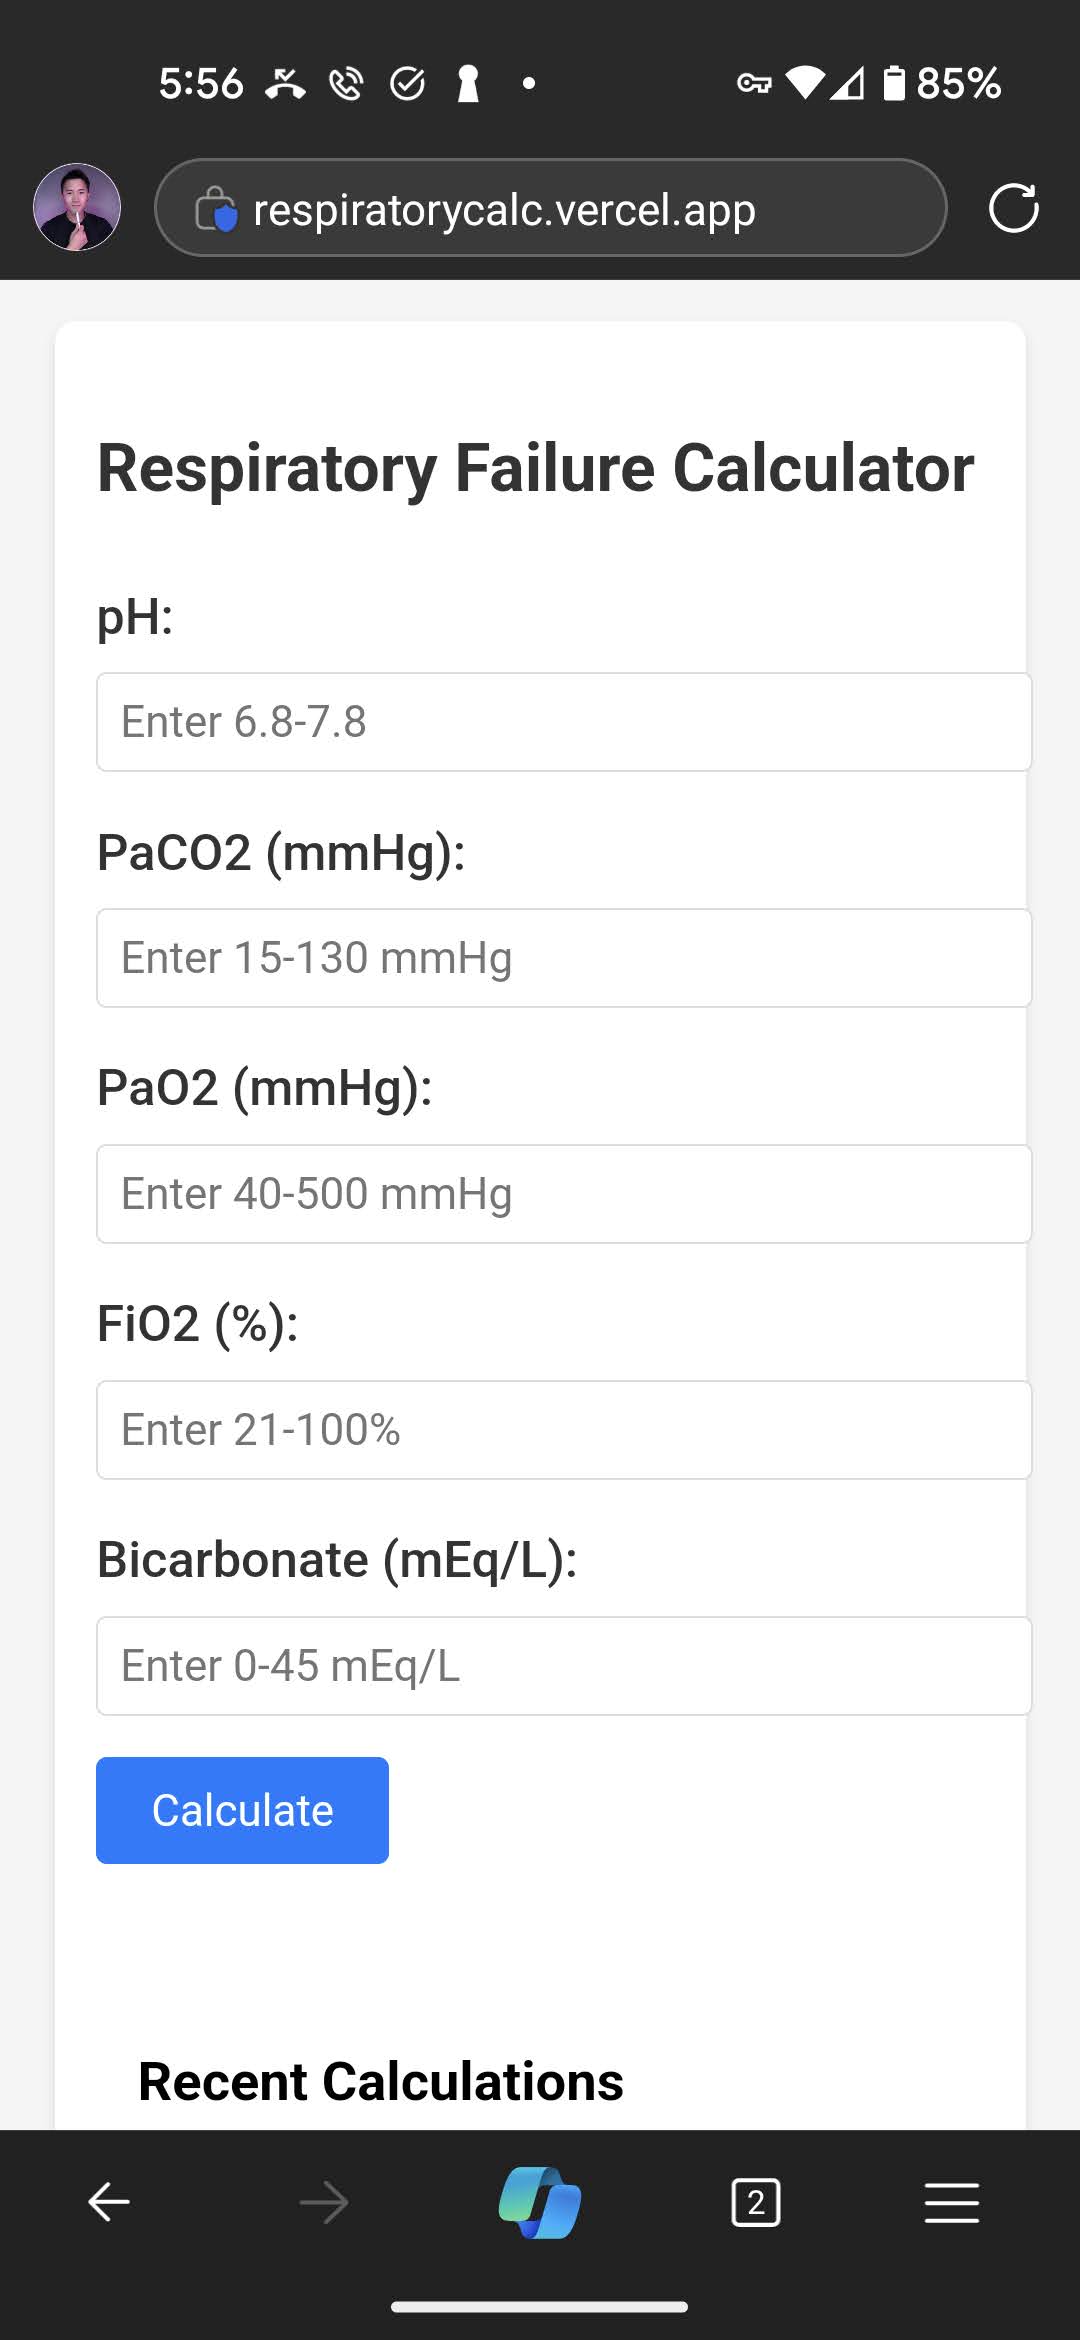 5:56
85%
respiratorycalc.vercel.app
Respiratory Failure Calculator
pH:
Enter 6.8-7.8
PaCO2 (mmHg):
Enter 15-130 mmHg
PaO2 (mmHg):
Enter 40-500 mmHg
FiO2 (%):
Enter 21-100%
Bicarbonate (mEq/L):
Enter 0-45 mEq/L
Calculate
Recent Calculations
2